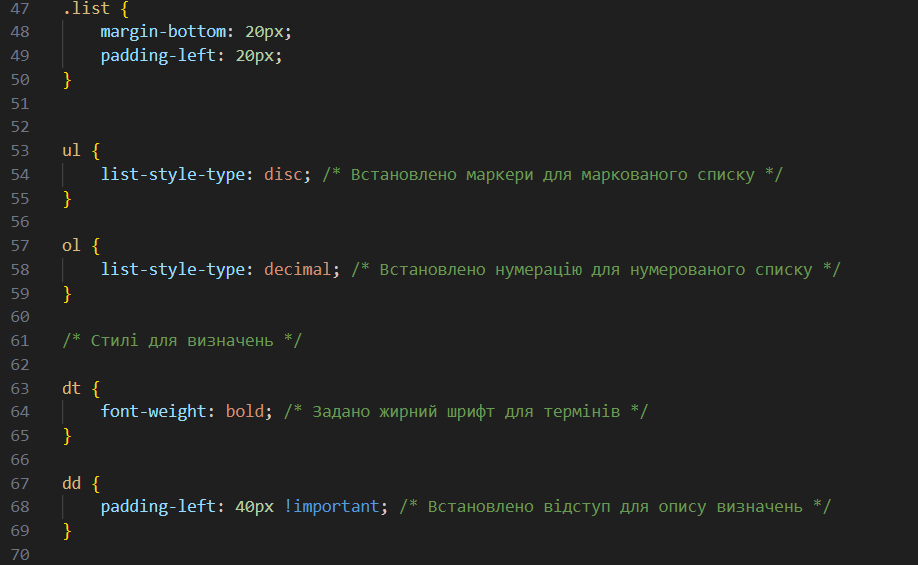 47 .list {
48 margin-bottom: 20px;
49 padding-left: 20px;
50 }
51
52
53 ul {
54 list-style-type: disc; /* Встановлено маркери для маркованого списку */
55 }
56
57 ol {
58 list-style-type: decimal; /* Встановлено нумерацію для нумерованого списку */
59 }
60
61 /* Стилі для визначень */
62
63 dt {
64 font-weight: bold; /* Задано жирний шрифт для термінів */
65 }
66
67 dd {
68 padding-left: 40px !important; /* Встановлено відступ для опису визначень */
69 }
70